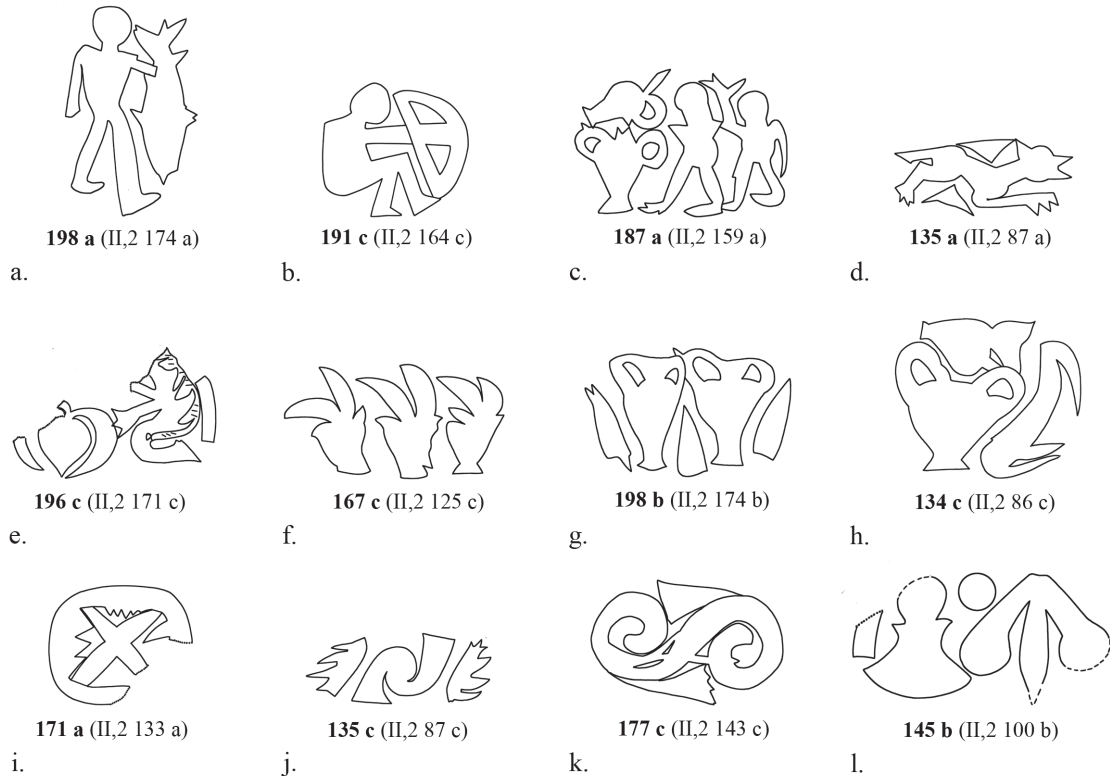 198 a (II,2 174 a)
191 c (II,2 164 c)
187 a (II,2 159 a)
135 a (II,2 87 a)
a.
b.
c.
d.
196 c (II,2 171 c)
167 c (II,2 125 c)
198 b (II,2 174 b)
134 c (II,2 86 c)
e.
f.
g.
h.
171 a (II,2 133 a)
135 c (II,2 87 c)
177 c (II,2 143 c)
145 b (II,2 100 b)
i.
j.
k.
l.